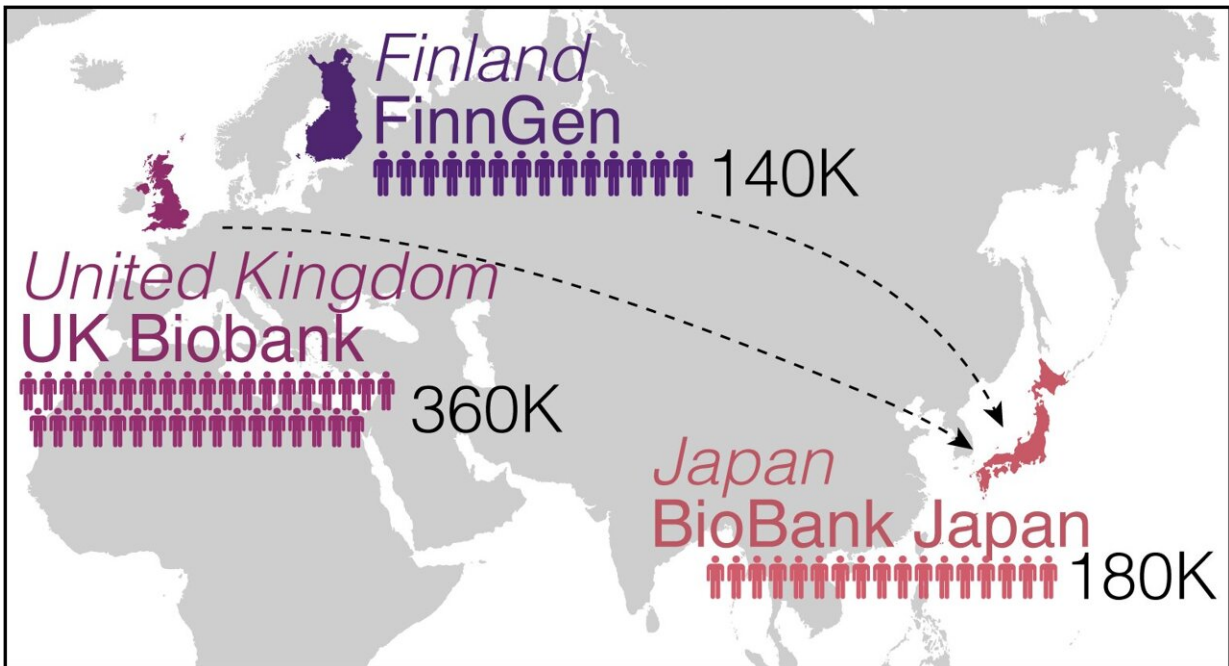 Finland
FinnGen
140K
United Kingdom
UK Biobank
360K
Japan
BioBank Japan
180K